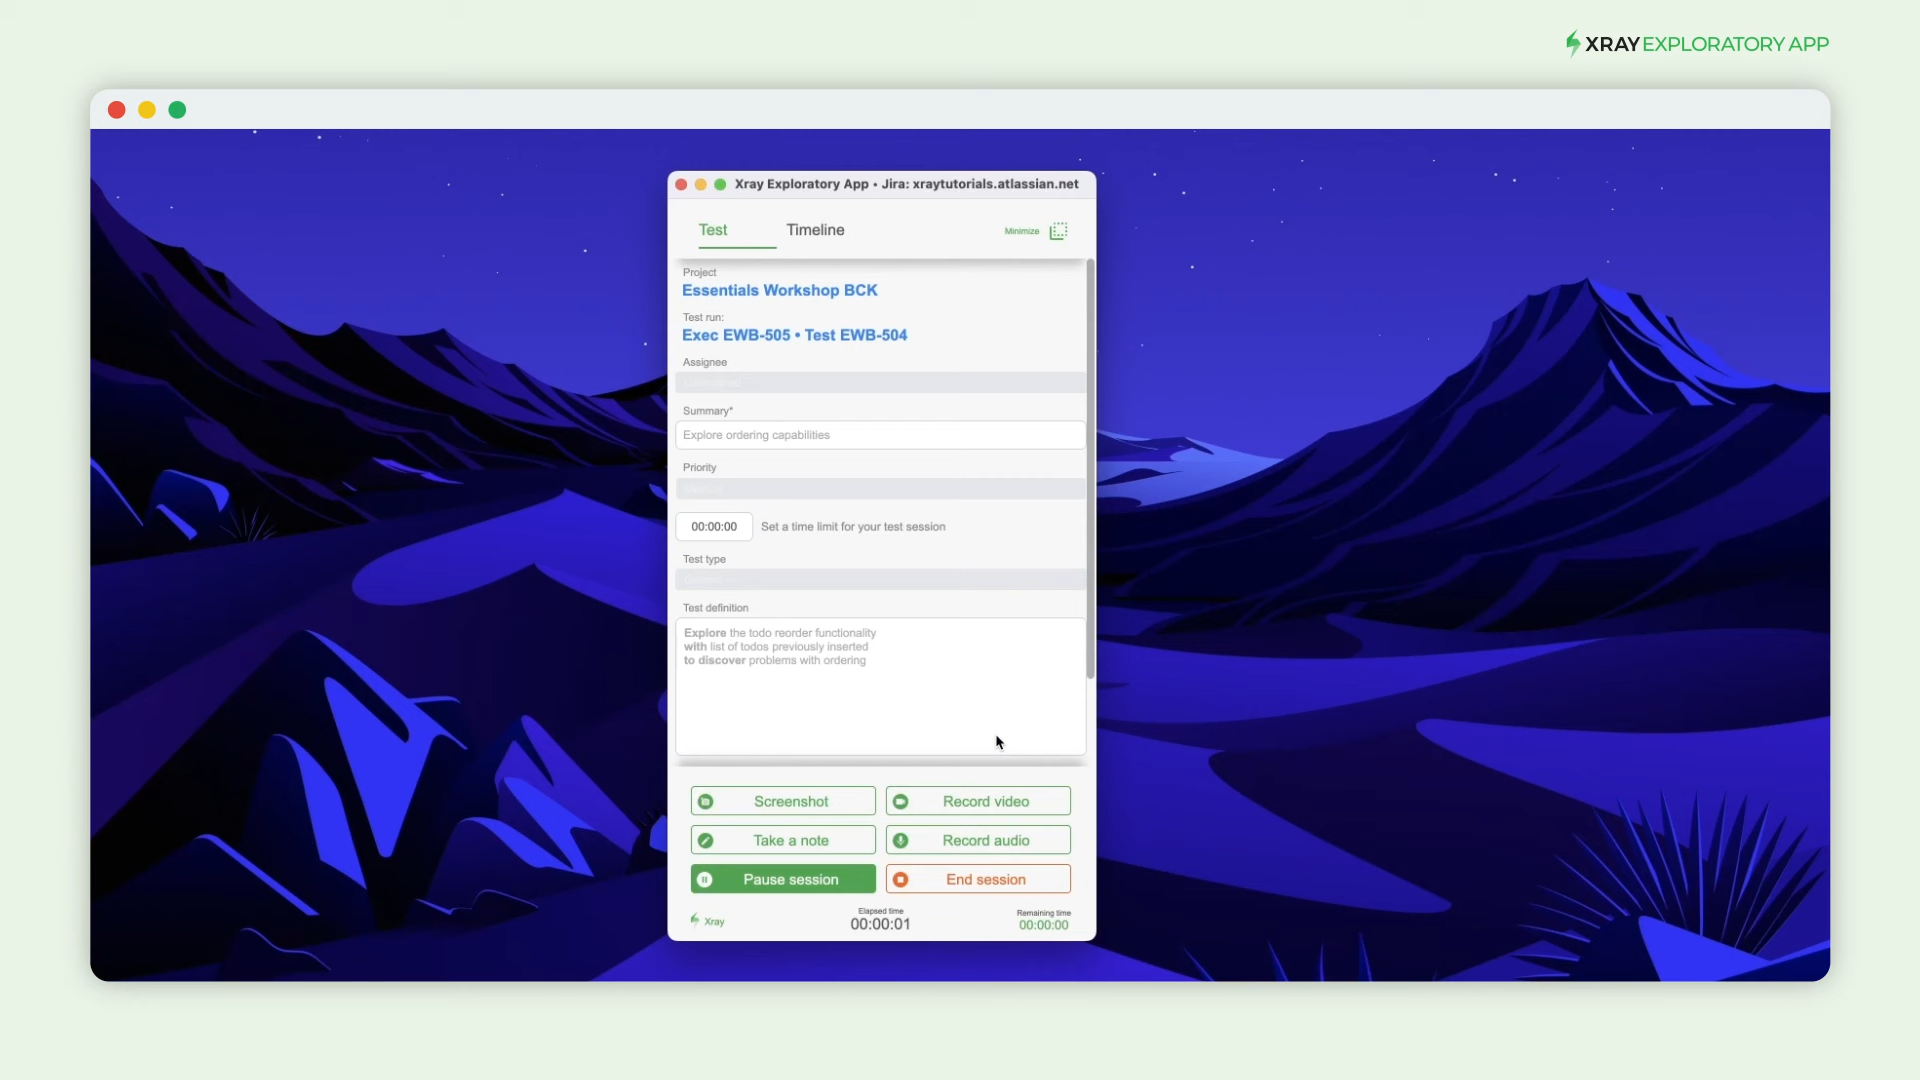 XRAY EXPLORATORY APP
Xray Exploratory App • Jira: xraytutorials.atlassian.net
Test Timeline Minimize
Project
Essentials Workshop BCK
Test run:
Exec EWB-505 • Test EWB-504
Assignee
Summary*
Explore ordering capabilities
Priority
00:00:00 Set a time limit for your test session
Test type
Test definition
Explore the todo reorder functionality
with list of todos previously inserted
to discover problems with ordering
Screenshot Record video
Take a note Record audio
Pause session End session
Elapsed time Remaining time
Xray 00:00:01 00:00:00